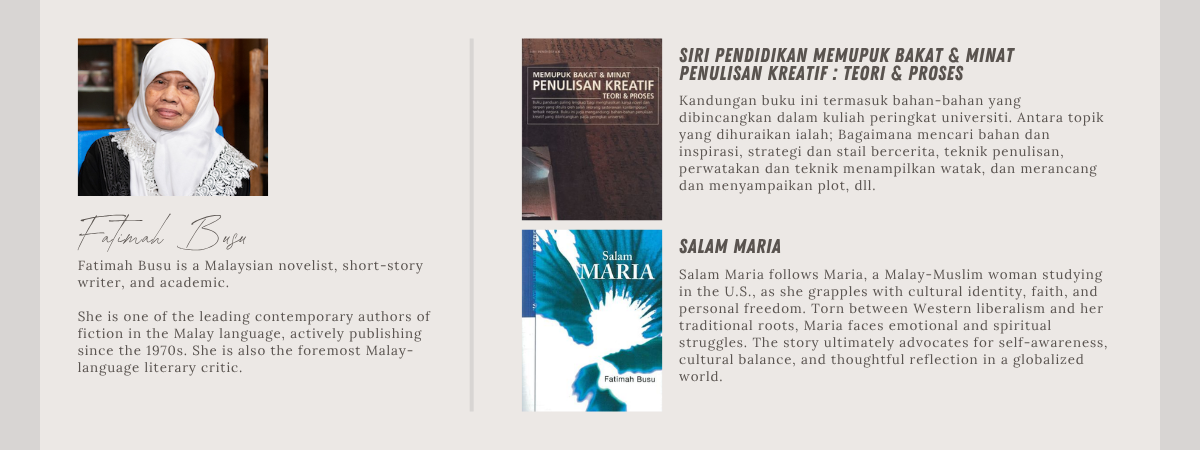 Fatimah Busu
Fatimah Busu is a Malaysian novelist, short-story
writer, and academic.
She is one of the leading contemporary authors of
fiction in the Malay language, actively publishing
since the 1970s. She is also the foremost Malay-
language literary critic.
MEMUPUK BAKAT & MINAT
PENULISAN KREATIF
TEORI & PROSES
SIRI PENDIDIKAN MEMUPUK BAKAT & MINAT
PENULISAN KREATIF : TEORI & PROSES
Kandungan buku ini termasuk bahan-bahan yang
dibincangkan dalam kuliah peringkat universiti. Antara topik
yang dihuraikan ialah; Bagaimana mencari bahan dan
inspirasi, strategi dan stail bercerita, teknik penulisan,
perwatakan dan teknik menampilkan watak, dan merancang
dan menyampaikan plot, dll.
Salam
MARIA
Fatimah Busu
SALAM MARIA
Salam Maria follows Maria, a Malay-Muslim woman studying
in the U.S., as she grapples with cultural identity, faith, and
personal freedom. Torn between Western liberalism and her
traditional roots, Maria faces emotional and spiritual
struggles. The story ultimately advocates for self-awareness,
cultural balance, and thoughtful reflection in a globalized
world.